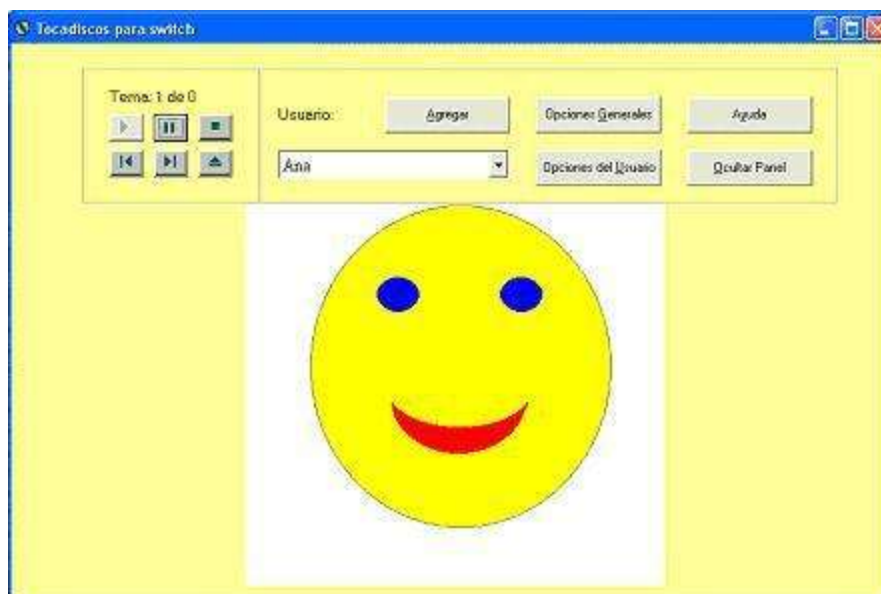 Tocadiscos para switch
Tema: 1 de 0
Usuario:
Agregar
Opciones Generales
Ayuda
Ana
Opciones del Usuario
Ocultar Panel